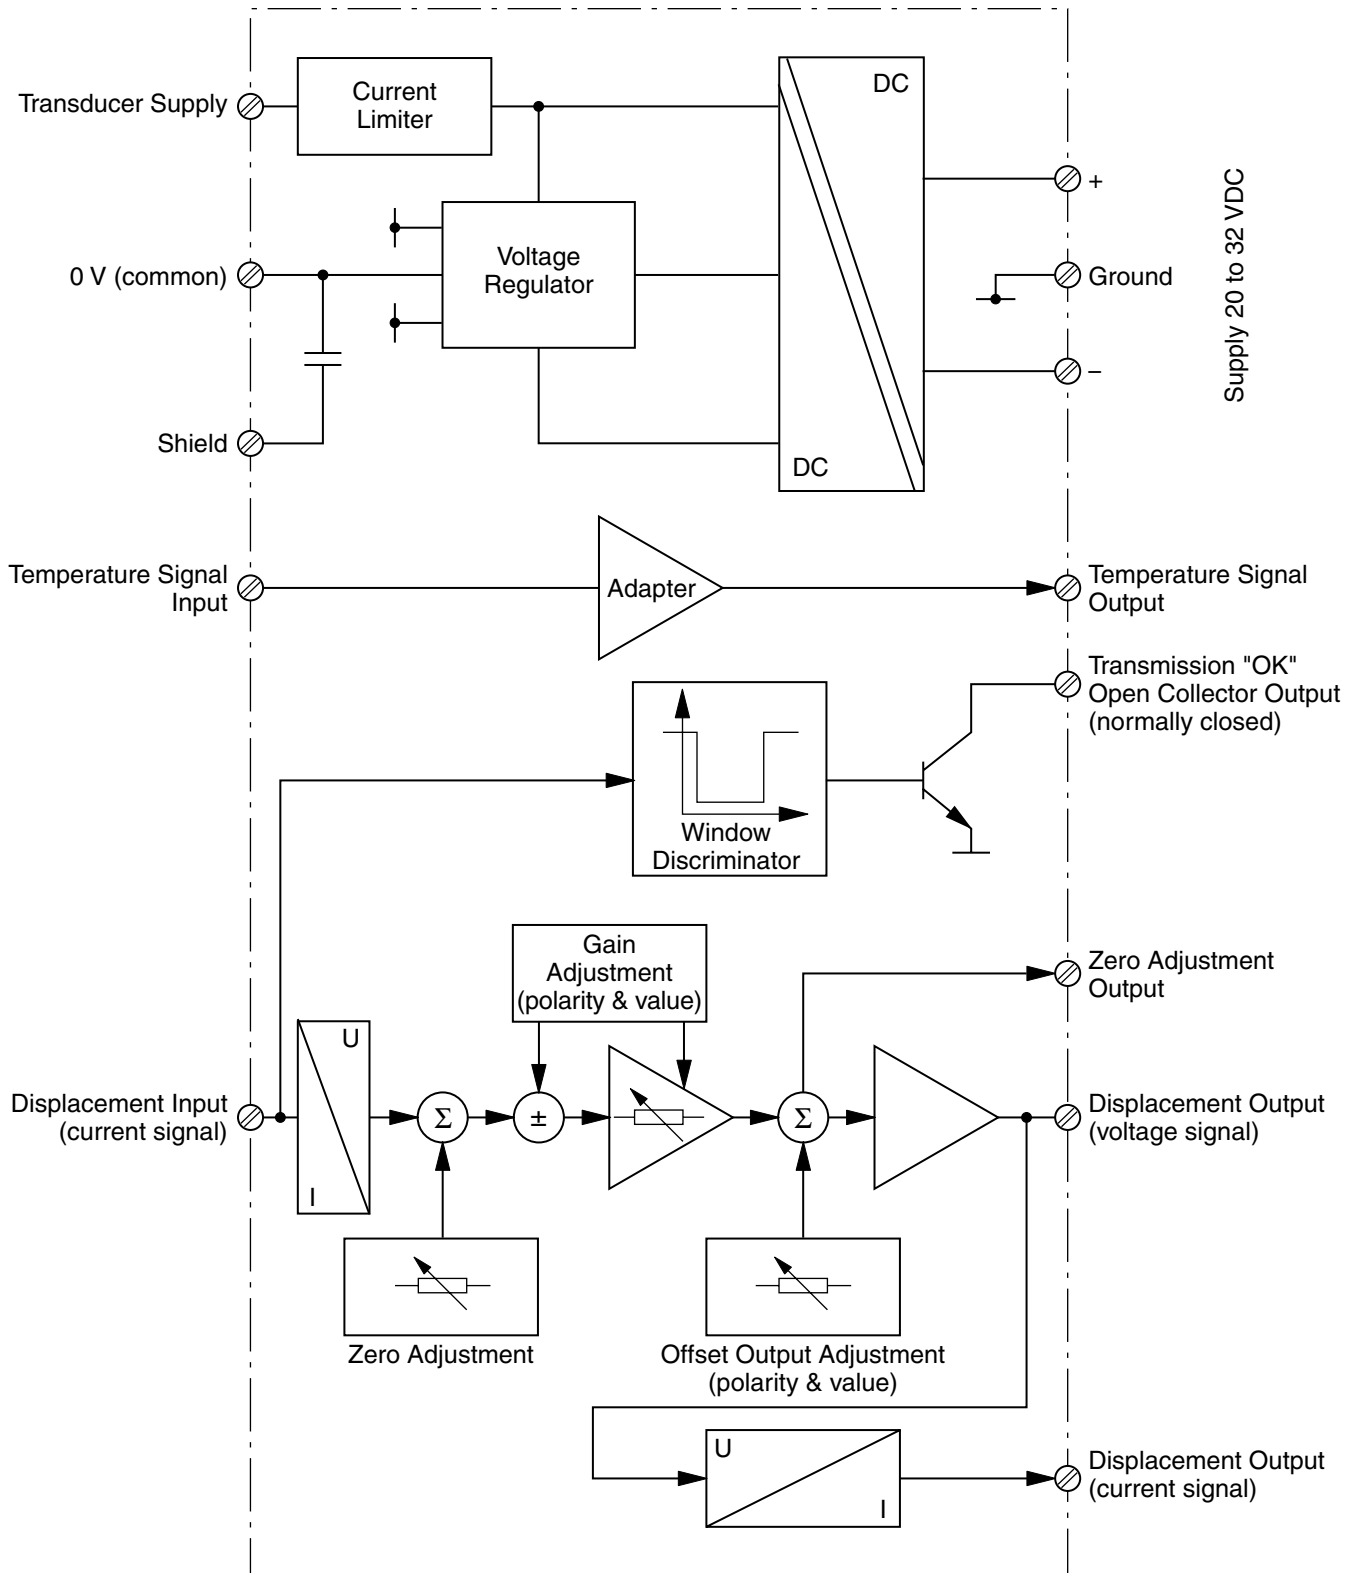 Transducer Supply
Current
Limiter
DC
DC
+
Ground
–
Supply 20 to 32 VDC
0 V (common)
Voltage
Regulator
Shield
Temperature Signal
Input
Adapter
Temperature Signal
Output
Transmission "OK"
Open Collector Output
(normally closed)
Window
Discriminator
Gain
Adjustment
(polarity & value)
Zero Adjustment
Output
Displacement Input
(current signal)
U
I
Σ
±
Σ
Displacement Output
(voltage signal)
Zero Adjustment
Offset Output Adjustment
(polarity & value)
U
I
Displacement Output
(current signal)